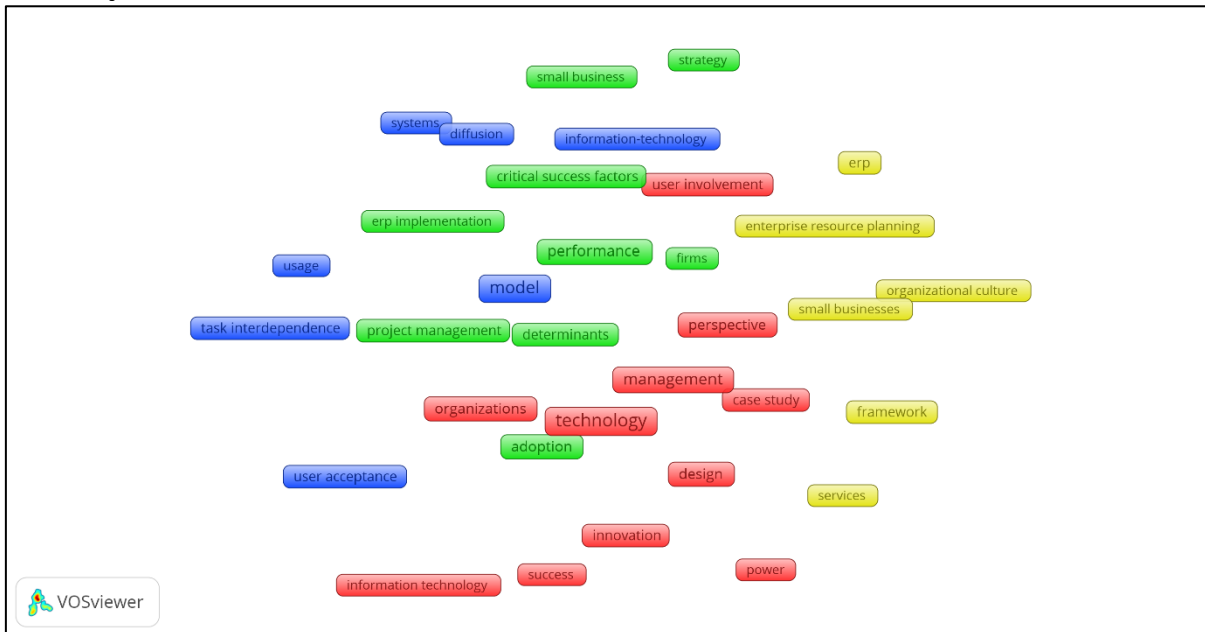 strategy
small business
systems
diffusion
information-technology
erp
critical success factors
user involvement
erp implementation
enterprise resource planning
performance
firms
usage
model
organizational culture
small businesses
task interdependence
project management
determinants
perspective
management
case study
organizations
technology
framework
adoption
user acceptance
design
services
innovation
information technology
success
power
VOSviewer